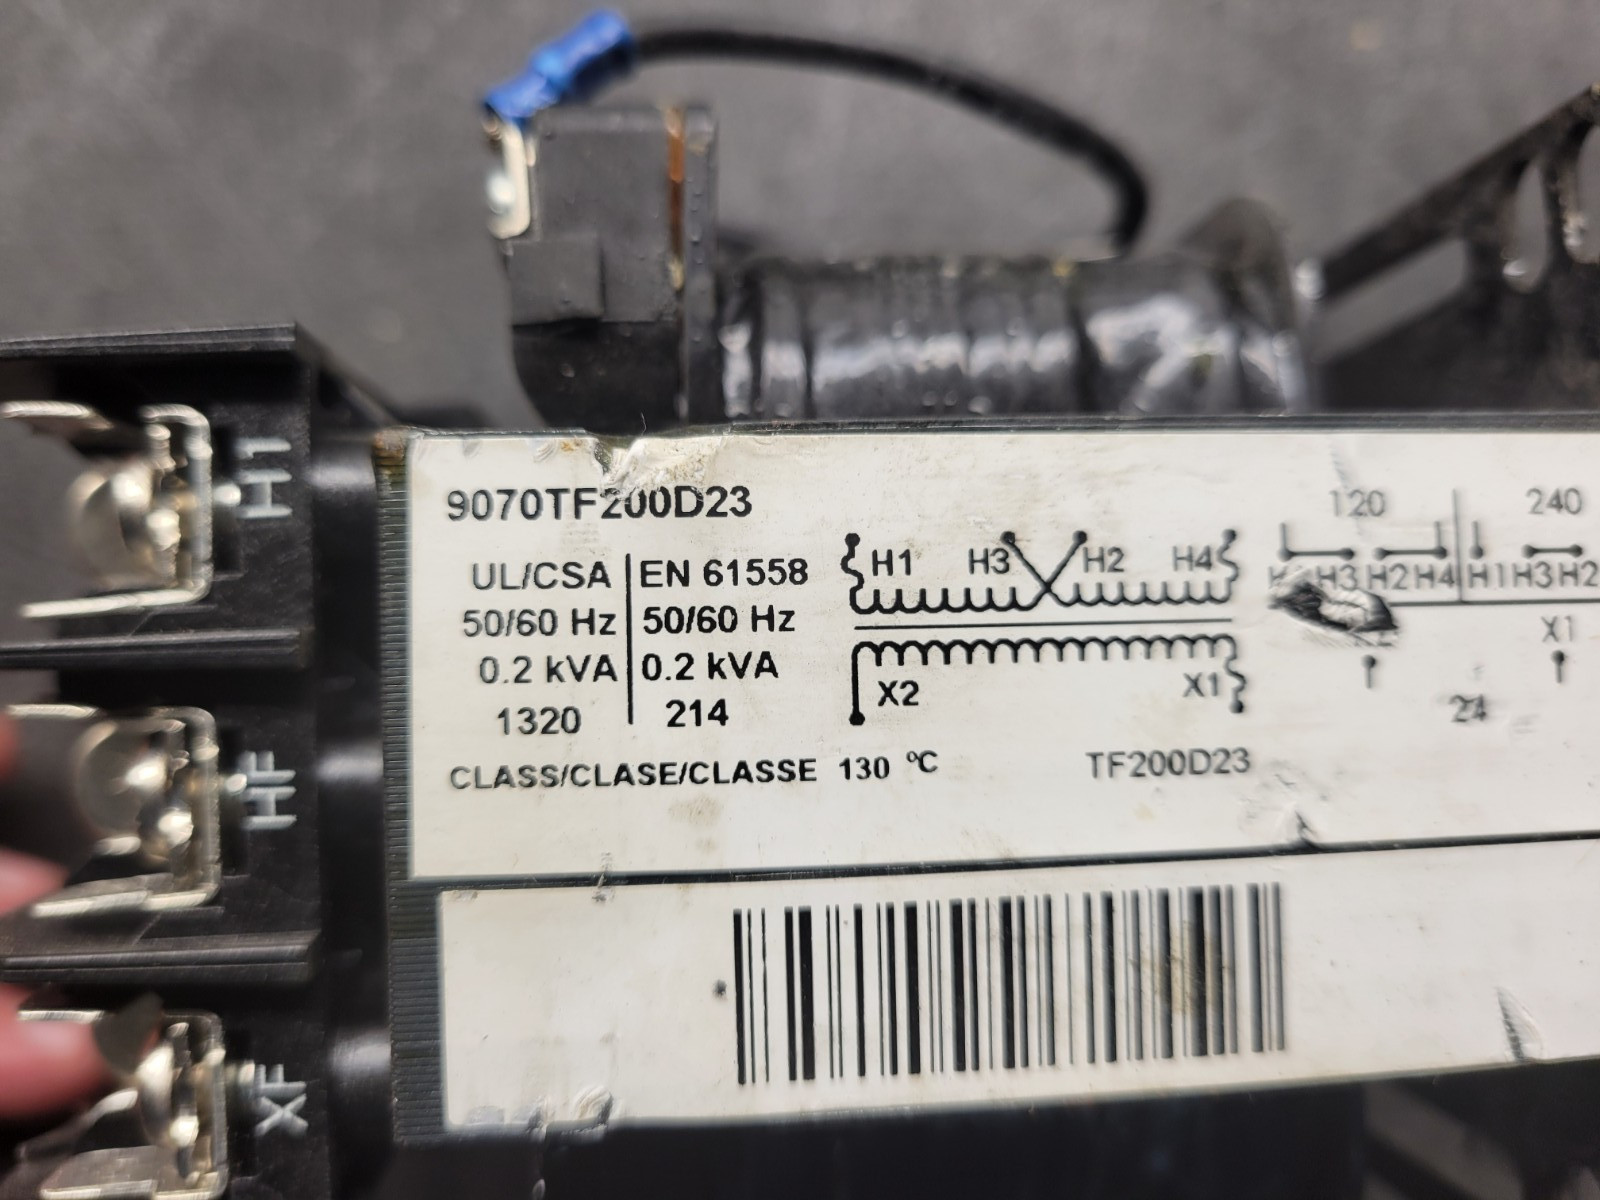 H1
HF
XF
9070TF200D23
UL/CSA EN 61558
50/60 Hz 50/60 Hz
0.2 kVA 0.2 kVA
1320 214
CLASS/CLASE/CLASSE 130 ºC
H1 H3 H2 H4
X2 X1
TF200D23
120 240
H3 H2 H4 H1 H3 H2
X1
24